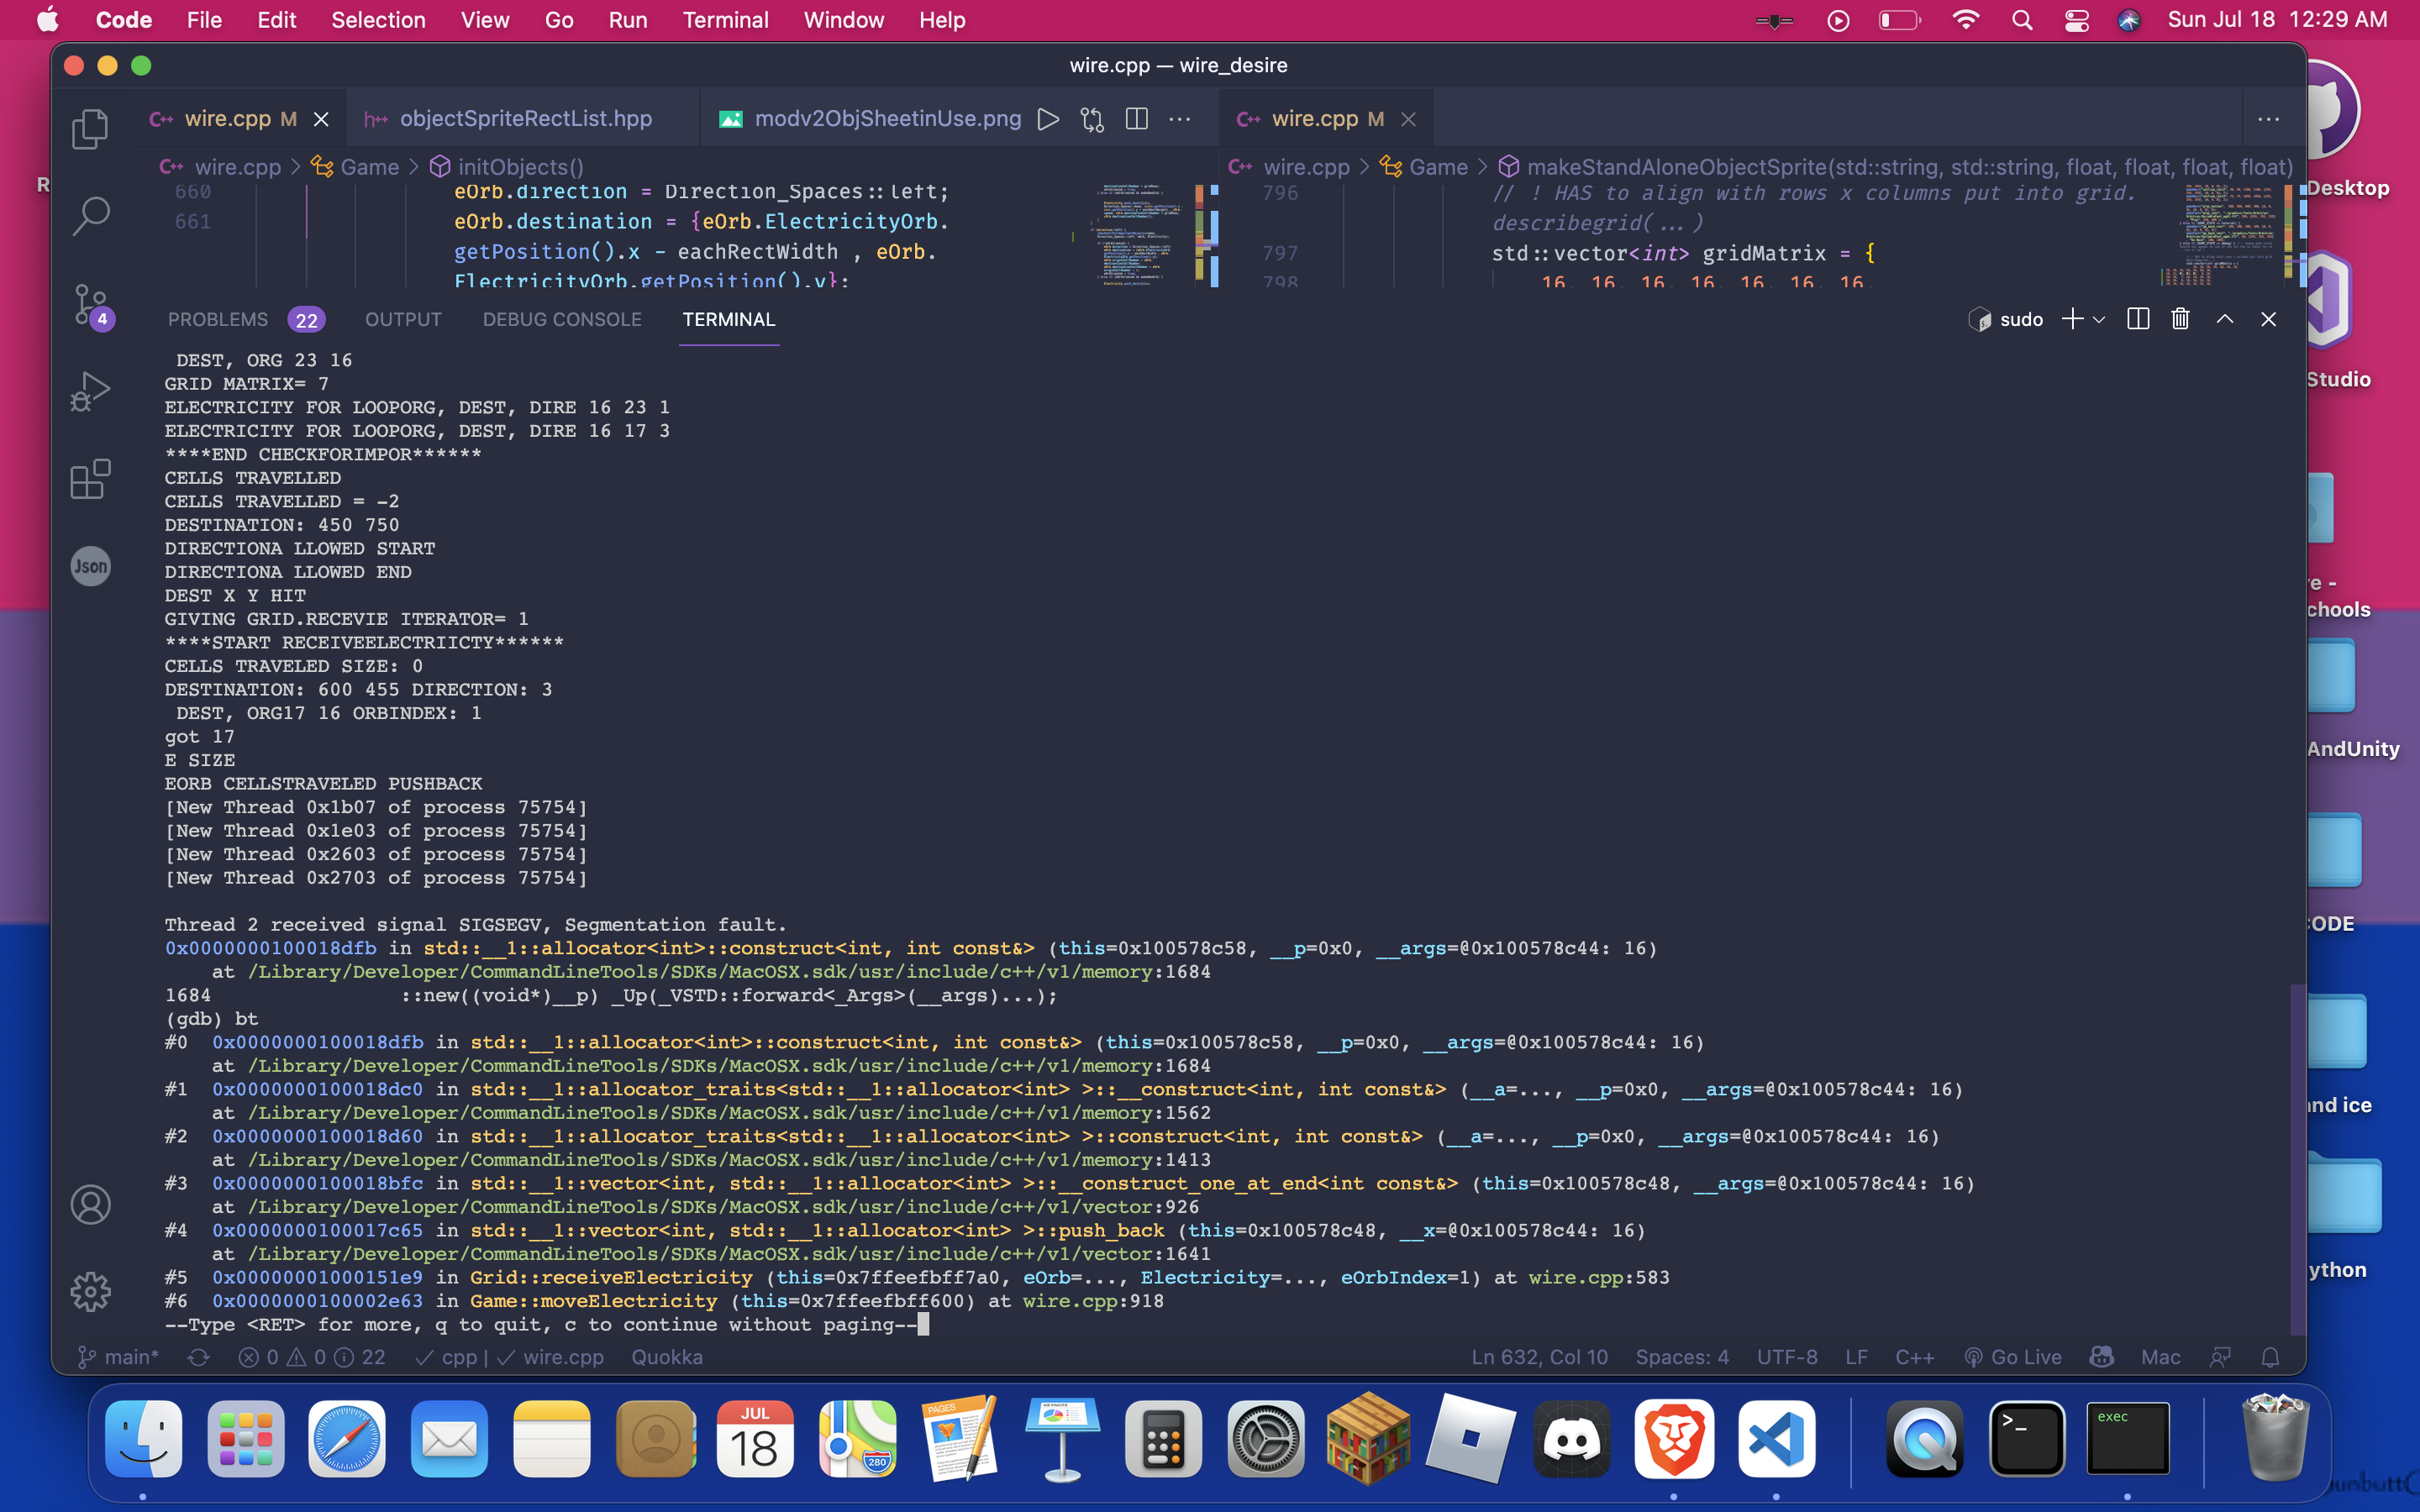 Code File Edit Selection View Go Run Terminal Window Help
Sun Jul 18 12:29 AM
wire.cpp — wire_desire
C++ wire.cpp M
h++ objectSpriteRectList.hpp
modv2ObjSheetinUse.png
C++ wire.cpp M
C++ wire.cpp > Game > initObjects()
C++ wire.cpp > Game > makeStandAloneObjectSprite(std::string, std::string, float, float, float, float)
660 eOrb.direction = Direction_Spaces::left;
661 eOrb.destination = {eOrb.ElectricityOrb.
getPosition().x - eachRectWidth , eOrb.
ElectricityOrb.getPosition().y};
796 // ! HAS to align with rows x columns put into grid.
describegrid(...)
797 std::vector<int> gridMatrix = {
798 16, 16, 16, 16, 16, 16, 16,
PROBLEMS 22 OUTPUT DEBUG CONSOLE TERMINAL
sudo
DEST, ORG 23 16
GRID MATRIX= 7
ELECTRICITY FOR LOOPORG, DEST, DIRE 16 23 1
ELECTRICITY FOR LOOPORG, DEST, DIRE 16 17 3
****END CHECKFORIMPOR******
CELLS TRAVELLED
CELLS TRAVELLED = -2
DESTINATION: 450 750
DIRECTIONA LLOWED START
DIRECTIONA LLOWED END
DEST X Y HIT
GIVING GRID.RECEVIE ITERATOR= 1
****START RECEIVEELECTRIICTY******
CELLS TRAVELED SIZE: 0
DESTINATION: 600 455 DIRECTION: 3
DEST, ORG17 16 ORBINDEX: 1
got 17
E SIZE
EORB CELLSTRAVELED PUSHBACK
[New Thread 0x1b07 of process 75754]
[New Thread 0x1e03 of process 75754]
[New Thread 0x2603 of process 75754]
[New Thread 0x2703 of process 75754]
Thread 2 received signal SIGSEGV, Segmentation fault.
0x0000000100018dfb in std::__1::allocator<int>::construct<int, int const&> (this=0x100578c58, __p=0x0, __args=@0x100578c44: 16)
at /Library/Developer/CommandLineTools/SDKs/MacOSX.sdk/usr/include/c++/v1/memory:1684
1684 ::new((void*)__p) _Up(_VSTD::forward<_Args>(__args)...);
(gdb) bt
#0 0x0000000100018dfb in std::__1::allocator<int>::construct<int, int const&> (this=0x100578c58, __p=0x0, __args=@0x100578c44: 16)
at /Library/Developer/CommandLineTools/SDKs/MacOSX.sdk/usr/include/c++/v1/memory:1684
#1 0x0000000100018dc0 in std::__1::allocator_traits<std::__1::allocator<int> >::__construct<int, int const&> (__a=..., __p=0x0, __args=@0x100578c44: 16)
at /Library/Developer/CommandLineTools/SDKs/MacOSX.sdk/usr/include/c++/v1/memory:1562
#2 0x0000000100018d60 in std::__1::allocator_traits<std::__1::allocator<int> >::construct<int, int const&> (__a=..., __p=0x0, __args=@0x100578c44: 16)
at /Library/Developer/CommandLineTools/SDKs/MacOSX.sdk/usr/include/c++/v1/memory:1413
#3 0x0000000100018bfc in std::__1::vector<int, std::__1::allocator<int> >::__construct_one_at_end<int const&> (this=0x100578c48, __args=@0x100578c44: 16)
at /Library/Developer/CommandLineTools/SDKs/MacOSX.sdk/usr/include/c++/v1/vector:926
#4 0x0000000100017c65 in std::__1::vector<int, std::__1::allocator<int> >::push_back (this=0x100578c48, __x=@0x100578c44: 16)
at /Library/Developer/CommandLineTools/SDKs/MacOSX.sdk/usr/include/c++/v1/vector:1641
#5 0x00000001000151e9 in Grid::receiveElectricity (this=0x7ffeefbff7a0, eOrb=..., Electricity=..., eOrbIndex=1) at wire.cpp:583
#6 0x0000000100002e63 in Game::moveElectricity (this=0x7ffeefbff600) at wire.cpp:918
--Type <RET> for more, q to quit, c to continue without paging--
4
Json
main* 0 0 22 cpp | wire.cpp Quokka
Ln 632, Col 10 Spaces: 4 UTF-8 LF C++ Go Live Mac
R
Desktop
Studio
e -
chools
AndUnity
CODE
nd ice
ython
JUL
18
PAGES
KEYNOTE
280
>_
exec